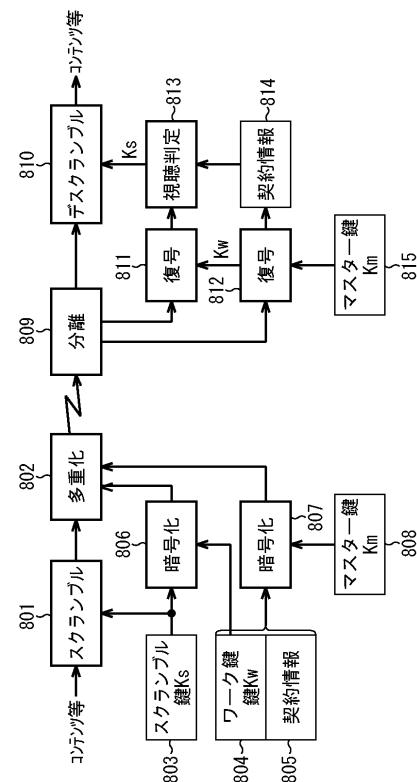 コンテンツ等
スクランブル
801
多重化
802
分離
809
デスクランブル
810
コンテンツ等
スクランブル
鍵Ks
803
暗号化
806
復号
811
Ks
視聴判定
813
ワーク鍵
鍵Kw
804
契約情報
805
暗号化
807
Kw
復号
812
契約情報
814
マスター鍵
Km
808
マスター鍵
Km
815